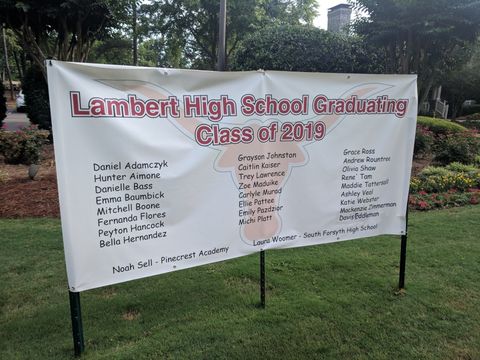 Lambert High School Graduating
Class of 2019
Daniel Adamczyk
Hunter Aimone
Danielle Bass
Emma Baumbick
Mitchell Boone
Fernanda Flores
Peyton Hancock
Bella Hernandez
Grayson Johnston
Caitlin Kaiser
Trey Lawrence
Zoe Maduike
Carlyle Murad
Ellie Pattee
Emily Pazdzior
Michi Platt
Grace Ross
Andrew Rountree
Olivia Shaw
Rene' Tam
Maddie Tattersall
Ashley Veal
Katie Webster
Mackenzie Zimmerman
Davis Eddleman
Noah Sell - Pinecrest Academy
Laura Woomer - South Forsyth High School